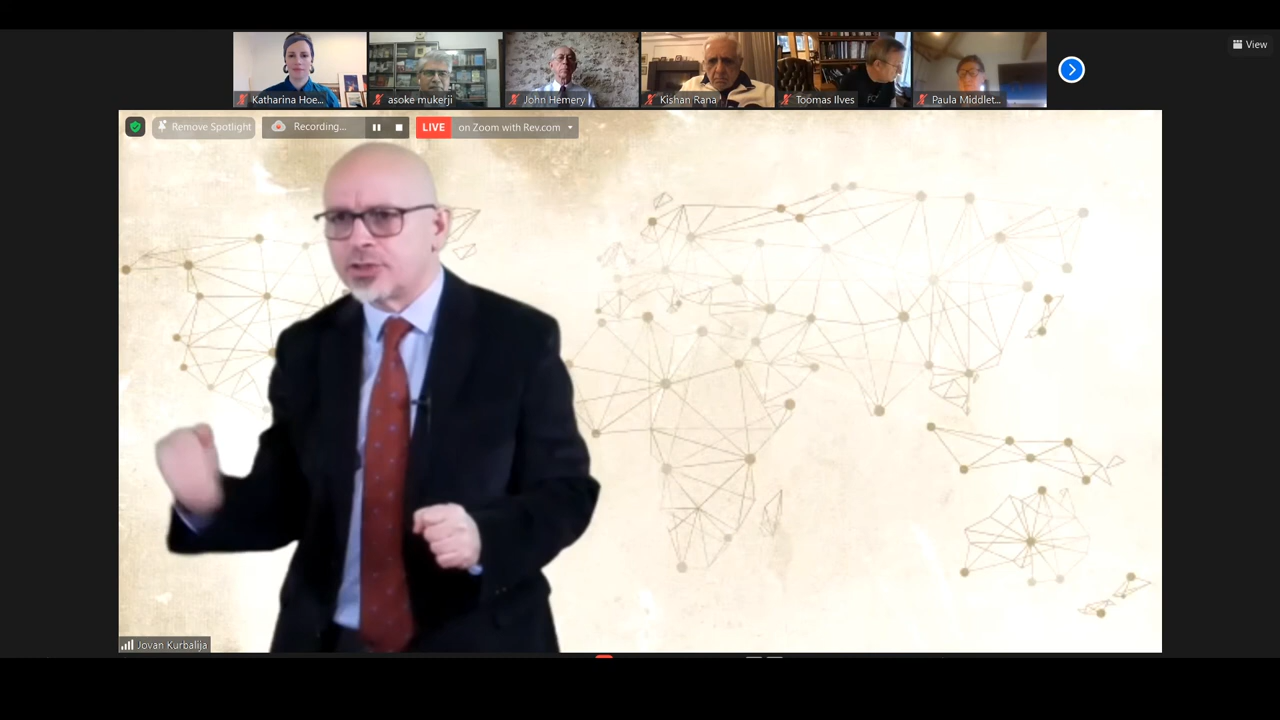 View
Katharina Hoe...
asoke mukerji
John Hemery
Kishan Rana
Toomas Ilves
Paula Middlet...
Remove Spotlight
Recording...
LIVE
on Zoom with Rev.com
Jovan Kurbalija